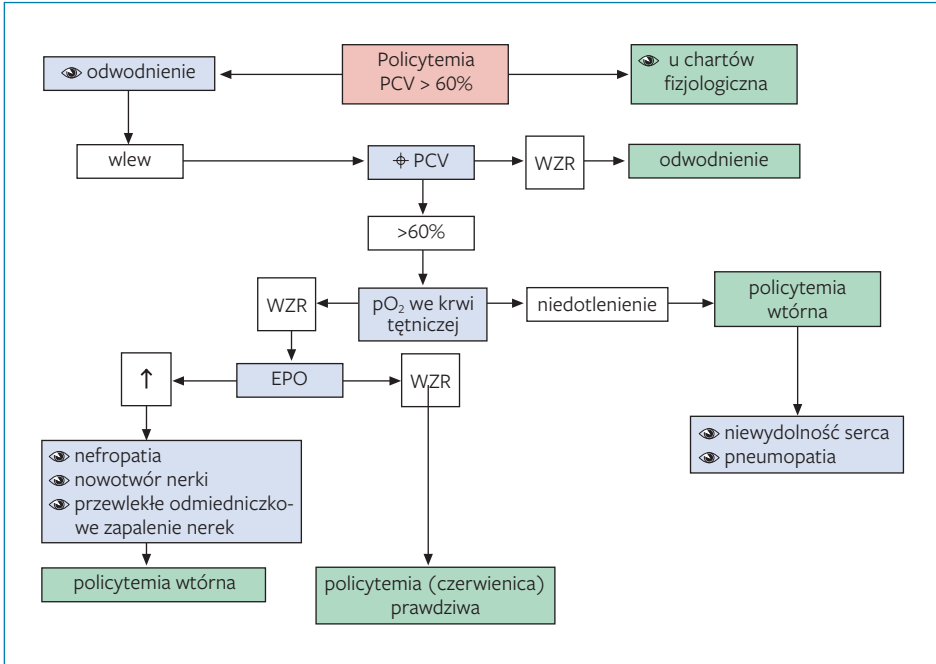 odwodnienie
Policytemia
PCV > 60%
u chartów
fizjologiczna
wlew
PCV
WZR
odwodnienie
>60%
WZR
pO₂ we krwi
tętniczej
niedotlenienie
policytemia
wtórna
↑
EPO
WZR
niewydolność serca
pneumopatia
nefropatia
nowotwór nerki
przewlekłe odmiedniczko-
we zapalenie nerek
policytemia wtórna
policytemia (czerwienica)
prawdziwa